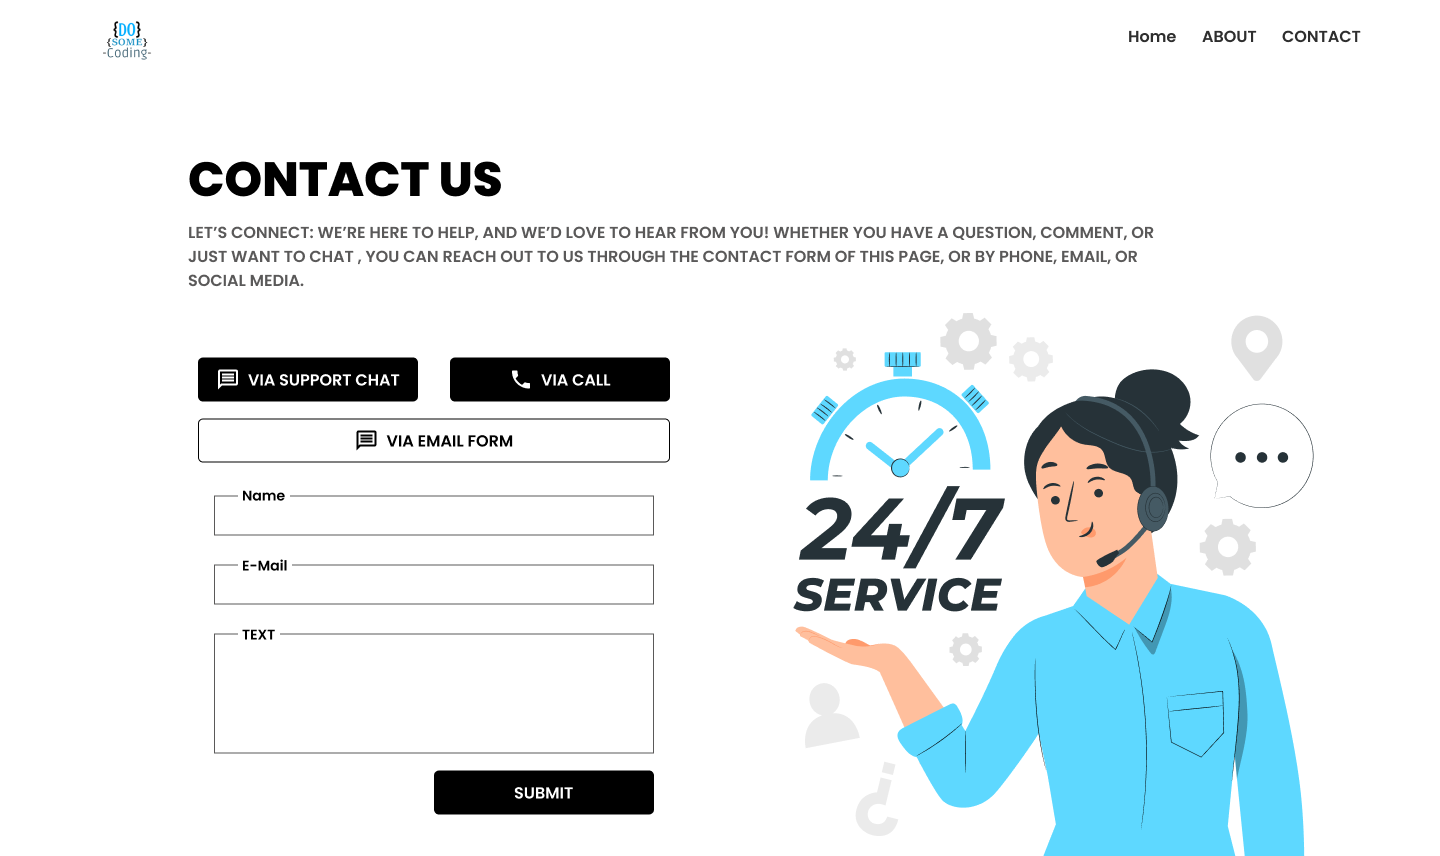 {DO}
{SOME}
-Coding-
Home ABOUT CONTACT
CONTACT US
LET’S CONNECT: WE’RE HERE TO HELP, AND WE’D LOVE TO HEAR FROM YOU! WHETHER YOU HAVE A QUESTION, COMMENT, OR
JUST WANT TO CHAT , YOU CAN REACH OUT TO US THROUGH THE CONTACT FORM OF THIS PAGE, OR BY PHONE, EMAIL, OR
SOCIAL MEDIA.
VIA SUPPORT CHAT
VIA CALL
VIA EMAIL FORM
Name
E-Mail
TEXT
SUBMIT
24/7
SERVICE